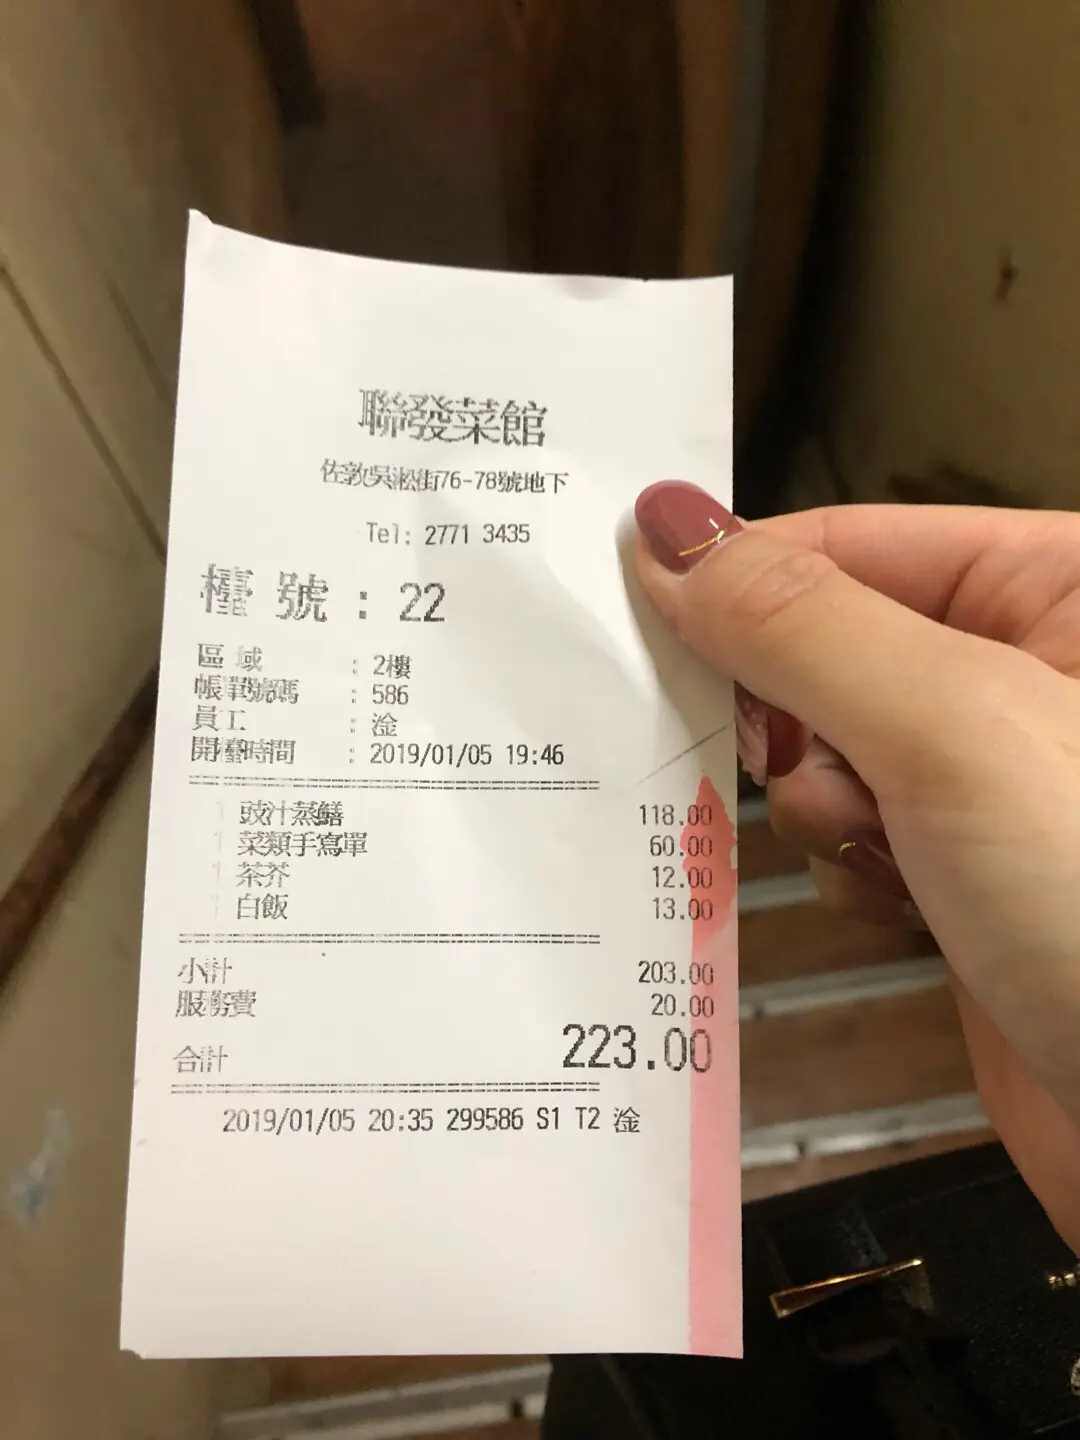 聯發菜館
佐敦吳淞街76-78號地下
Tel: 2771 3435
檯 號 : 22
區 域 : 2樓
帳單號碼 : 586
員工 : 淦
開檯時間 : 2019/01/05 19:46
1 豉汁蒸鱔 118.00
1 菜類手寫單 60.00
1 茶芥 12.00
1 白飯 13.00
小計 203.00
服務費 20.00
合計 223.00
2019/01/05 20:35 299586 S1 T2 淦